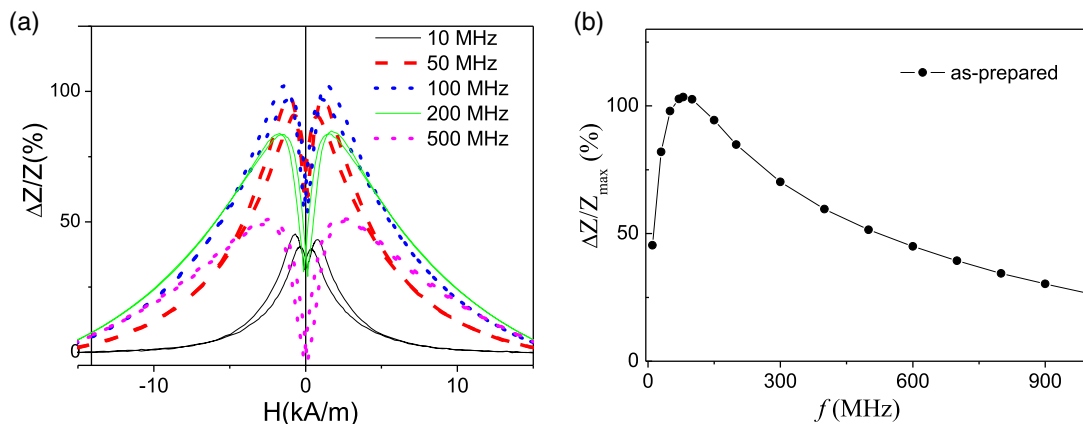 (a)
10 MHz
50 MHz
100 MHz
200 MHz
500 MHz
ΔZ/Z(%)
100
50
0
-10
0
10
H(kA/m)
(b)
as-prepared
ΔZ/Zmax (%)
100
50
0
0
300
600
900
f(MHz)